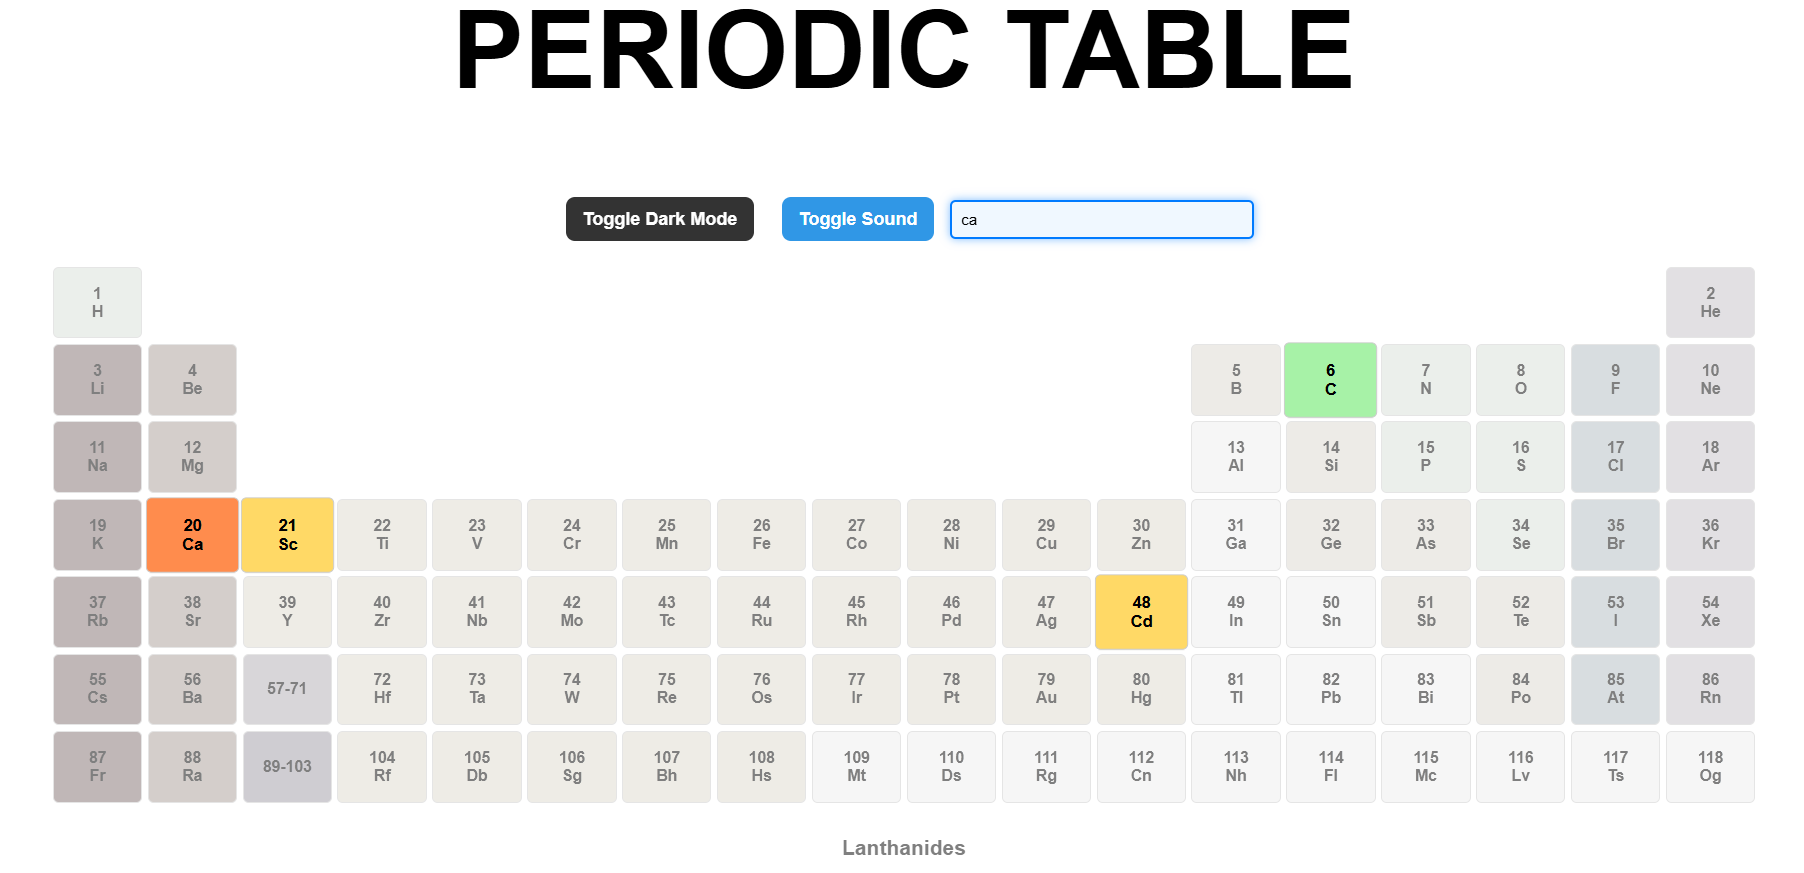 PERIODIC TABLE
Toggle Dark Mode
Toggle Sound
ca
1
H
2
He
3
Li
4
Be
5
B
6
C
7
N
8
O
9
F
10
Ne
11
Na
12
Mg
13
Al
14
Si
15
P
16
S
17
Cl
18
Ar
19
K
20
Ca
21
Sc
22
Ti
23
V
24
Cr
25
Mn
26
Fe
27
Co
28
Ni
29
Cu
30
Zn
31
Ga
32
Ge
33
As
34
Se
35
Br
36
Kr
37
Rb
38
Sr
39
Y
40
Zr
41
Nb
42
Mo
43
Tc
44
Ru
45
Rh
46
Pd
47
Ag
48
Cd
49
In
50
Sn
51
Sb
52
Te
53
I
54
Xe
55
Cs
56
Ba
57-71
72
Hf
73
Ta
74
W
75
Re
76
Os
77
Ir
78
Pt
79
Au
80
Hg
81
Tl
82
Pb
83
Bi
84
Po
85
At
86
Rn
87
Fr
88
Ra
89-103
104
Rf
105
Db
106
Sg
107
Bh
108
Hs
109
Mt
110
Ds
111
Rg
112
Cn
113
Nh
114
Fl
115
Mc
116
Lv
117
Ts
118
Og
Lanthanides